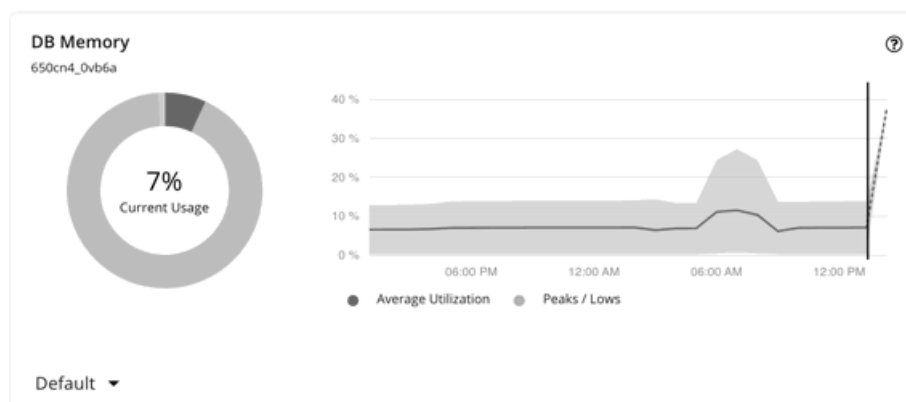 DB Memory
650cn4_0vb6a
7%
Current Usage
40 %
30 %
20 %
10 %
0 %
06:00 PM 12:00 AM 06:00 AM 12:00 PM
Average Utilization Peaks / Lows
Default